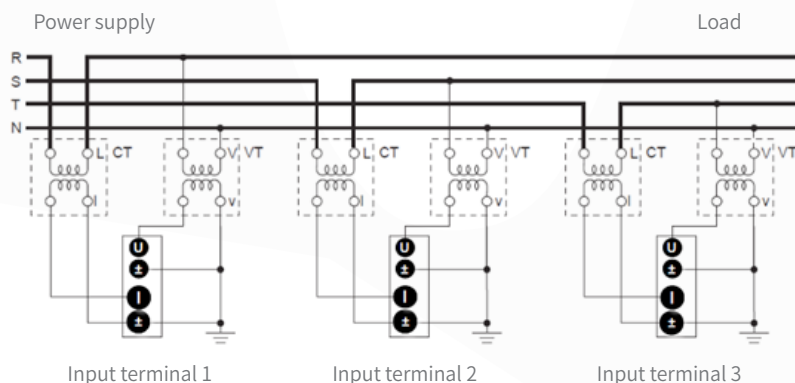 Power supply Load
R
S
T
N
L CT V VT L CT V VT L CT V VT
l v l v l v
U U U
± ± ±
I I I
± ± ±
Input terminal 1 Input terminal 2 Input terminal 3